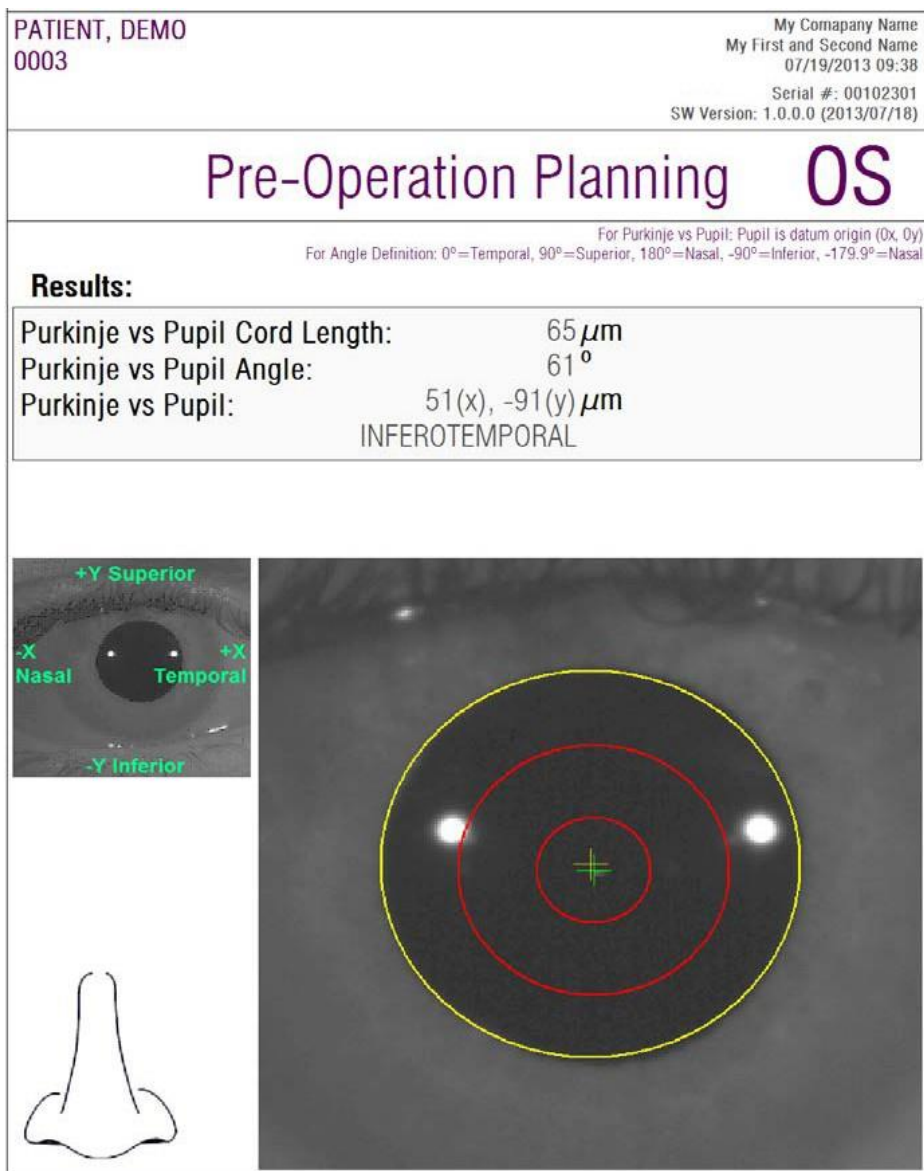 PATIENT, DEMO
0003
My Comapany Name
My First and Second Name
07/19/2013 09:38
Serial #: 00102301
SW Version: 1.0.0.0 (2013/07/18)
Pre-Operation Planning OS
For Purkinje vs Pupil: Pupil is datum origin (0x, 0y)
For Angle Definition: 0º=Temporal, 90º=Superior, 180º=Nasal, -90º=Inferior, -179.9º=Nasal
Results:
Purkinje vs Pupil Cord Length: 65 µm
Purkinje vs Pupil Angle: 61º
Purkinje vs Pupil: 51(x), -91(y) µm
INFEROTEMPORAL
+Y Superior
-X +X
Nasal Temporal
-Y Inferior